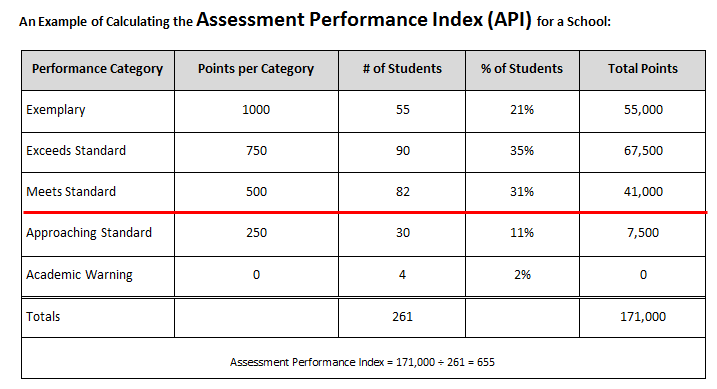 An Example of Calculating the Assessment Performance Index (API) for a School:
Performance Category Points per Category # of Students % of Students Total Points
Exemplary 1000 55 21% 55,000
Exceeds Standard 750 90 35% 67,500
Meets Standard 500 82 31% 41,000
Approaching Standard 250 30 11% 7,500
Academic Warning 0 4 2% 0
Totals 261 171,000
Assessment Performance Index = 171,000 ÷ 261 = 655